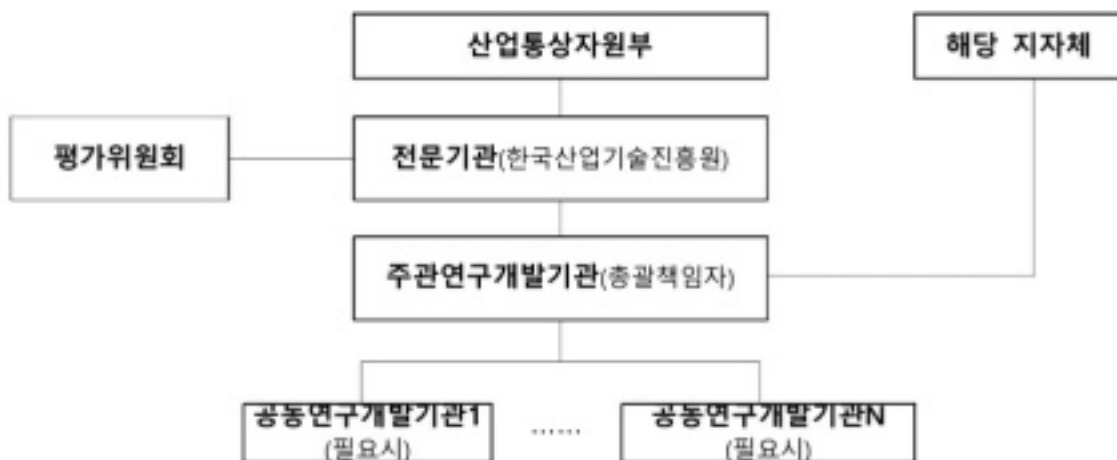 산업통상자원부
해당 지자체
평가위원회
전문기관(한국산업기술진흥원)
주관연구개발기관(총괄책임자)
공동연구개발기관1
(필요시)
……
공동연구개발기관N
(필요시)